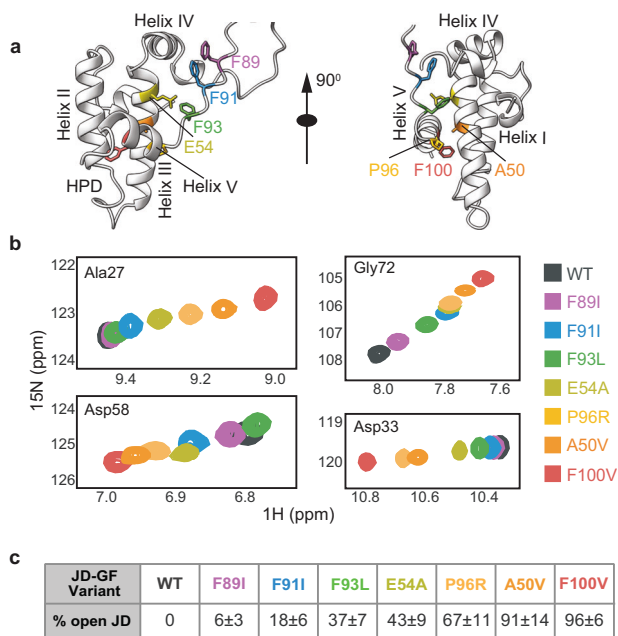 a
Helix IV
F89
F91
F93
E54
Helix II
Helix III
Helix V
HPD
90⁰
Helix IV
Helix V
Helix I
P96
F100
A50
b
Ala27
122
123
124
9.4
9.2
9.0
Gly72
105
106
107
108
8.0
7.8
7.6
Asp58
124
125
126
7.0
6.9
6.8
Asp33
119
120
10.8
10.6
10.4
15N (ppm)
1H (ppm)
WT
F89I
F91I
F93L
E54A
P96R
A50V
F100V
c
JD-GF Variant WT F89I F91I F93L E54A P96R A50V F100V
% open JD 0 6±3 18±6 37±7 43±9 67±11 91±14 96±6